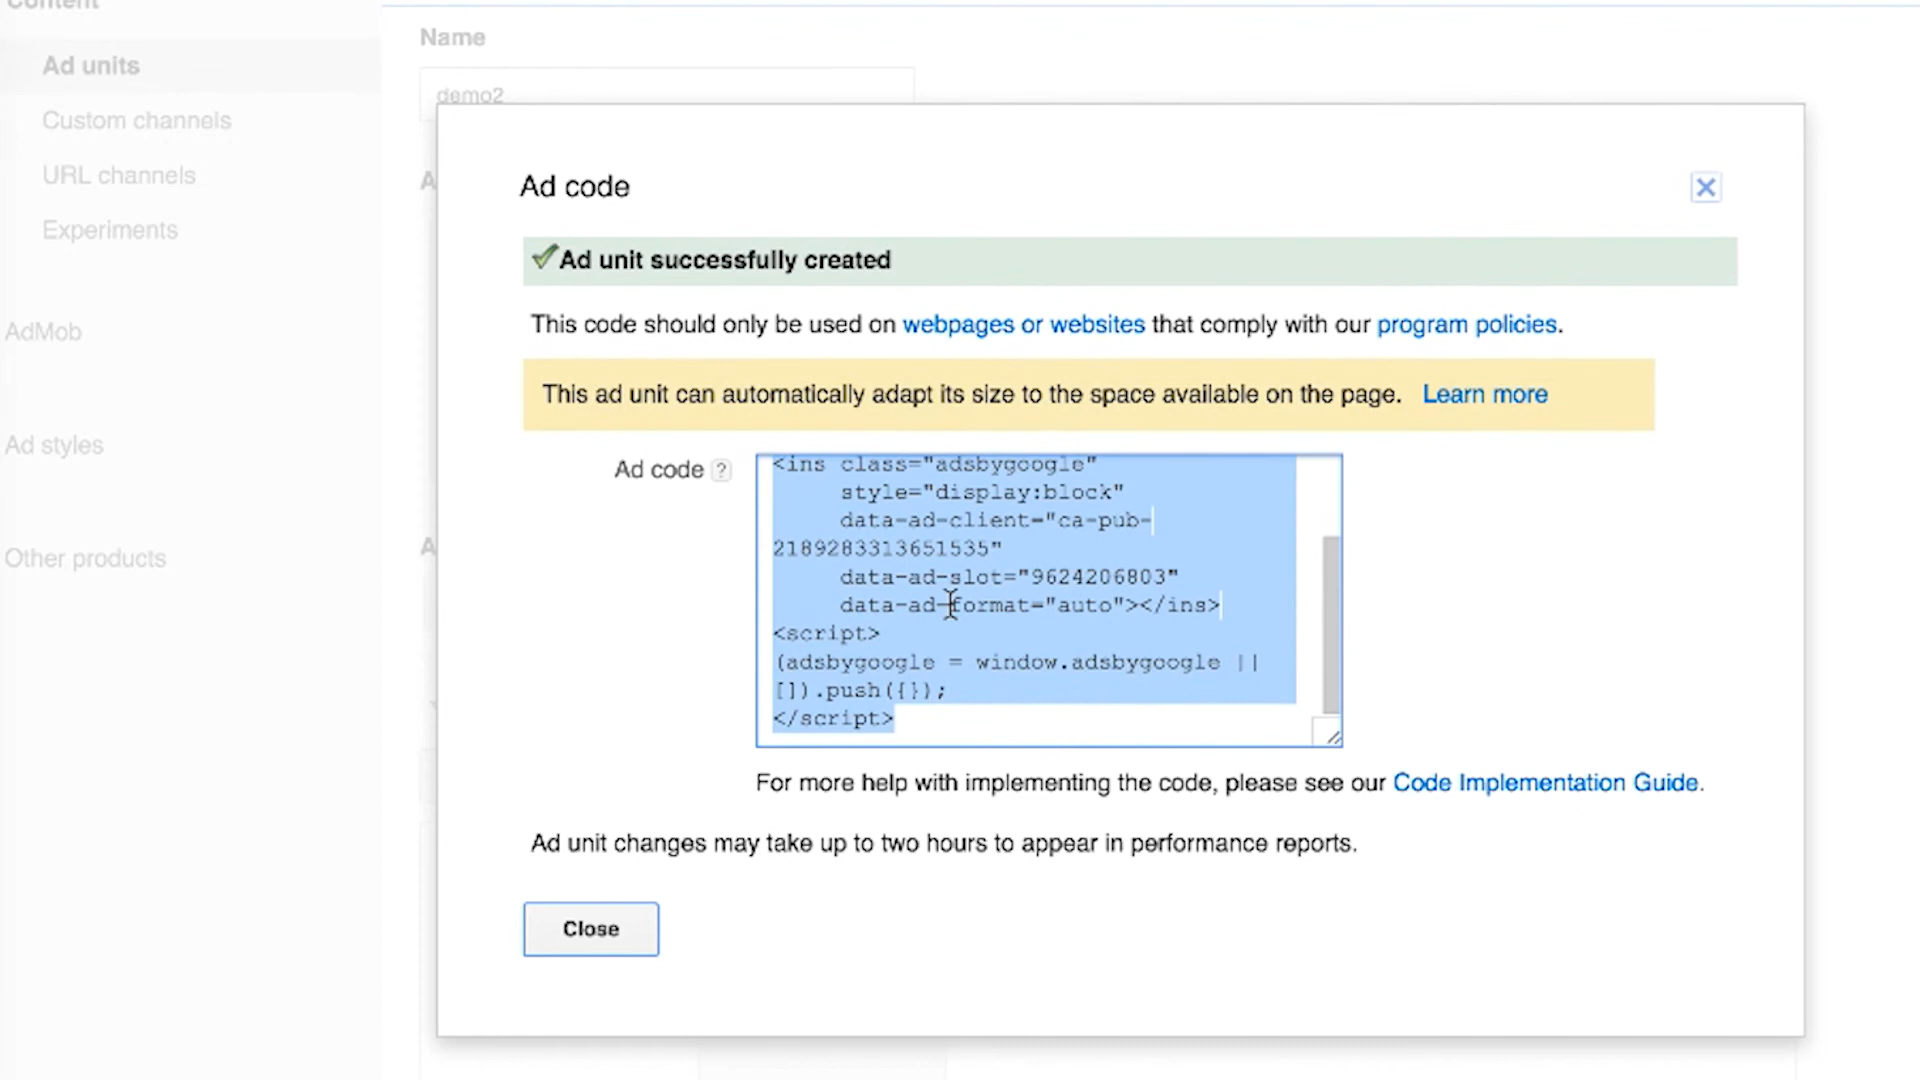 Content
Ad units
Custom channels
URL channels
Experiments
AdMob
Ad styles
Other products
Name
demo2
Ad code
Ad unit successfully created
This code should only be used on webpages or websites that comply with our program policies.
This ad unit can automatically adapt its size to the space available on the page. Learn more
Ad code ?
<ins class="adsbygoogle"
style="display:block"
data-ad-client="ca-pub-
2189283313651535"
data-ad-slot="9624206803"
data-ad-format="auto"></ins>
<script>
(adsbygoogle = window.adsbygoogle ||
[]).push({});
</script>
For more help with implementing the code, please see our Code Implementation Guide.
Ad unit changes may take up to two hours to appear in performance reports.
Close